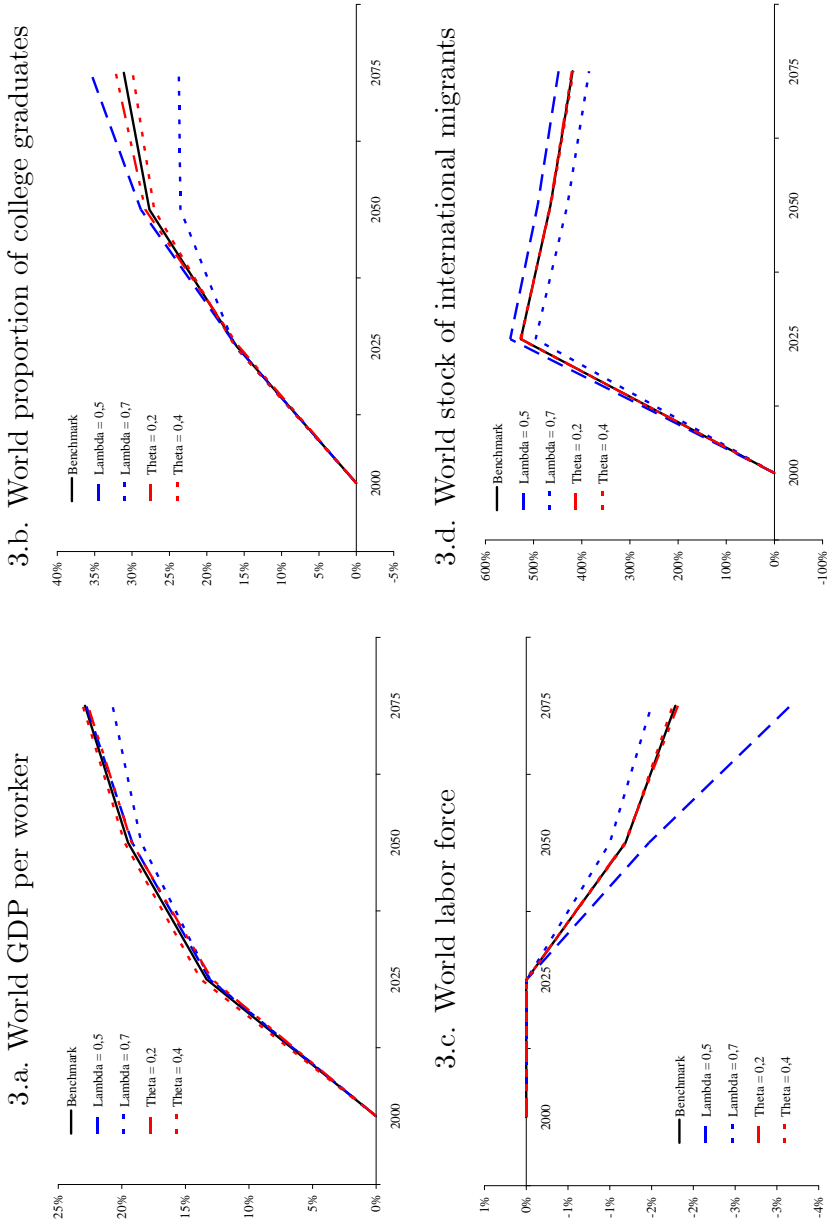 3.a. World GDP per worker
25%
20%
15%
10%
5%
0%
2000
2025
2050
2075
Benchmark
Lambda = 0,5
Lambda = 0,7
Theta = 0,2
Theta = 0,4
3.b. World proportion of college graduates
40%
35%
30%
25%
20%
15%
10%
5%
0%
-5%
2000
2025
2050
2075
Benchmark
Lambda = 0,5
Lambda = 0,7
Theta = 0,2
Theta = 0,4
3.c. World labor force
1%
0%
-1%
-1%
-2%
-2%
-3%
-3%
-4%
2000
2025
2050
2075
Benchmark
Lambda = 0,5
Lambda = 0,7
Theta = 0,2
Theta = 0,4
3.d. World stock of international migrants
600%
500%
400%
300%
200%
100%
0%
-100%
2000
2025
2050
2075
Benchmark
Lambda = 0,5
Lambda = 0,7
Theta = 0,2
Theta = 0,4